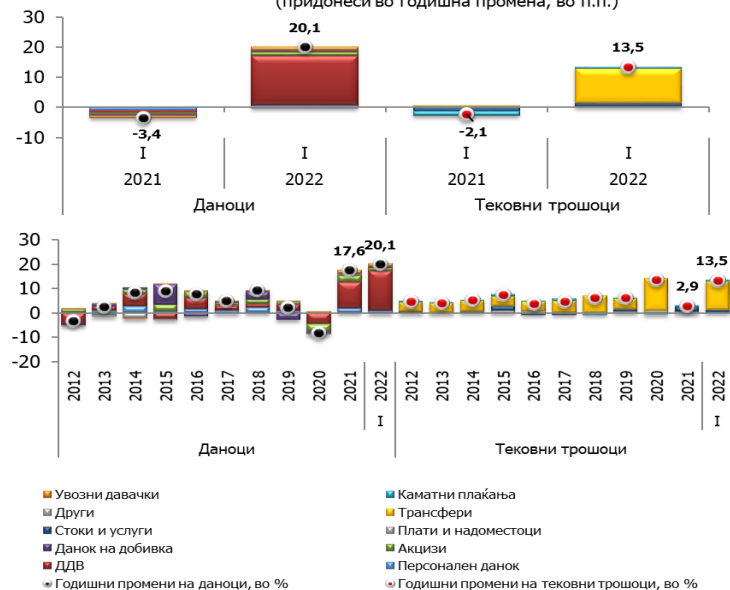 (придонеси во годишна промена, во п.п.)
30
20
10
0
-10
-3,4
20,1
-2,1
13,5
I I I I
2021 2022 2021 2022
Даноци Тековни трошоци
30
20
10
0
-10
-20
17,6 20,1
2,9
13,5
2012 2013 2014 2015 2016 2017 2018 2019 2020 2021 2022 2012 2013 2014 2015 2016 2017 2018 2019 2020 2021 2022
I I
Даноци Тековни трошоци
Увозни давачки Каматни плаќања
Други Трансфери
Стоки и услуги Плати и надоместоци
Данок на добивка Акцизи
ДДВ Персонален данок
Годишни промени на даноци, во % Годишни промени на тековни трошоци, во %